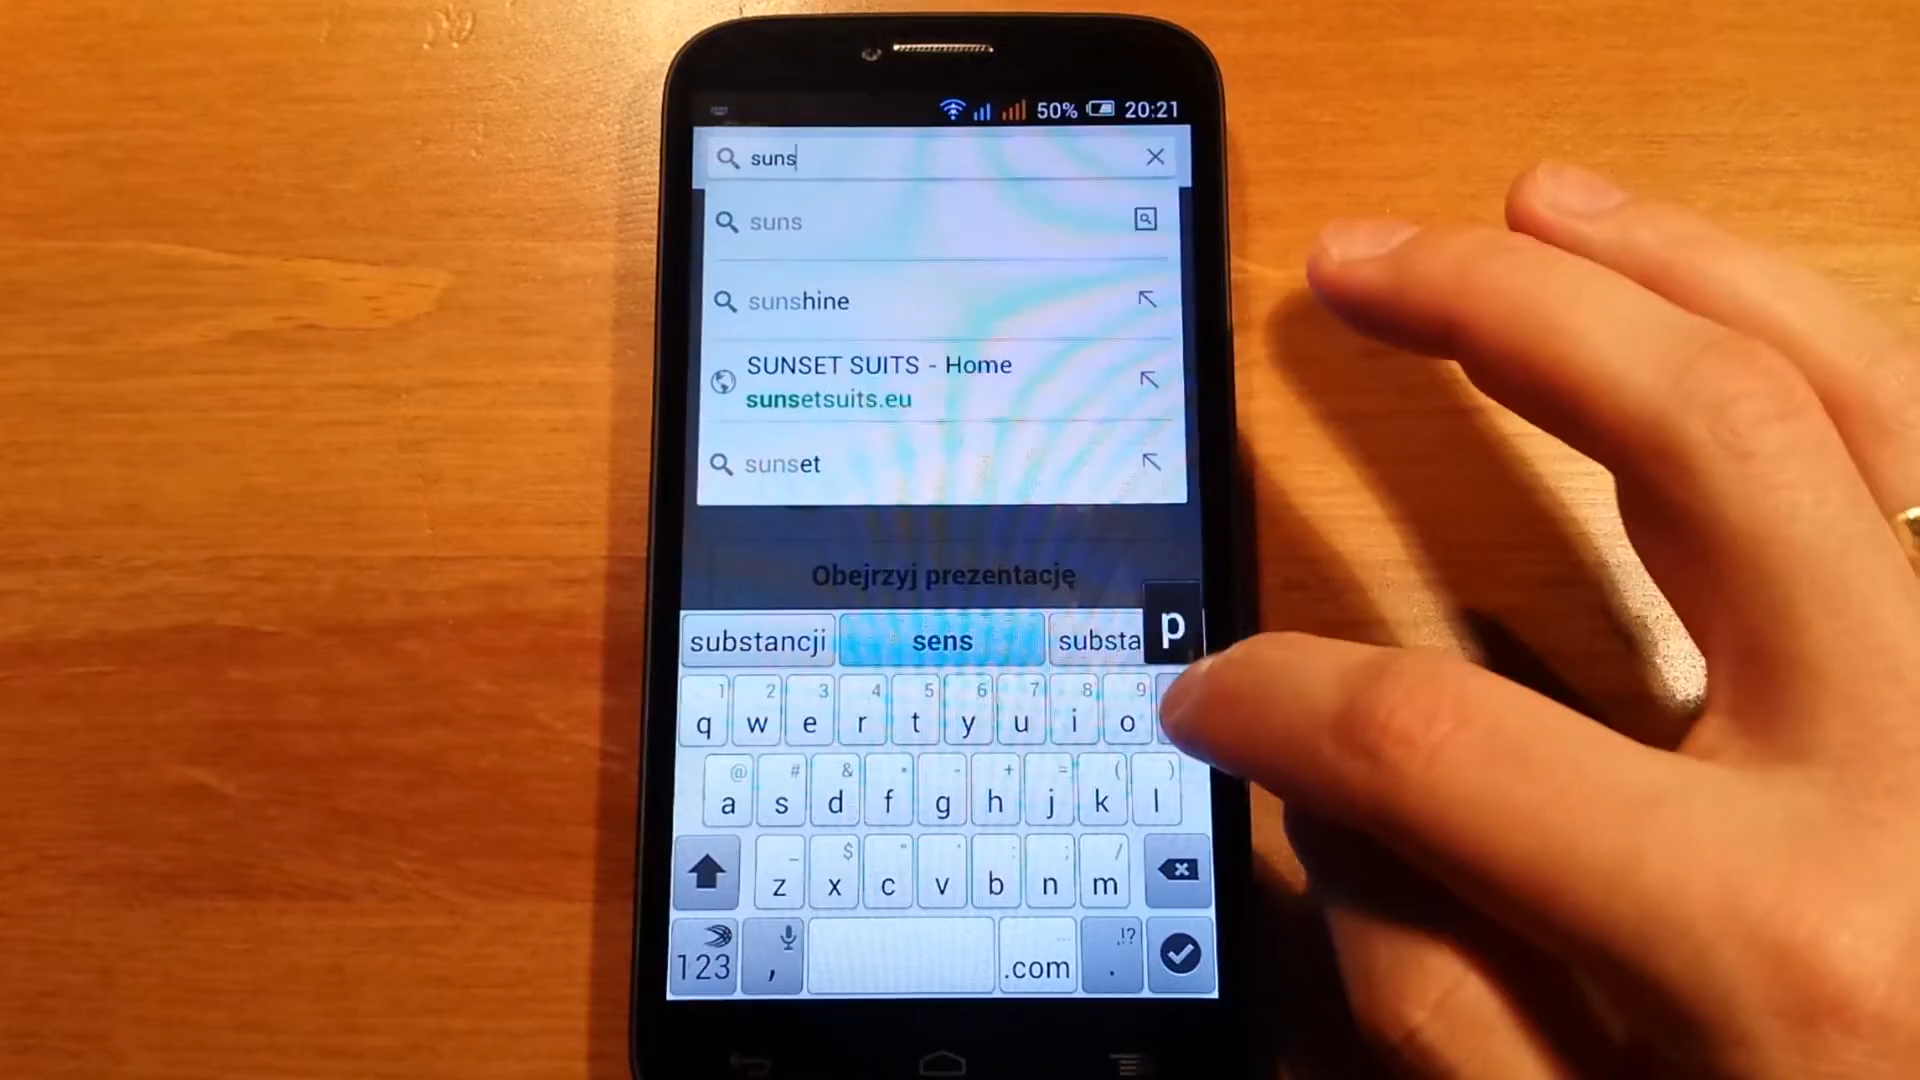 50% 20:21
suns
suns
sunshine
SUNSET SUITS - Home
sunsetsuits.eu
sunset
Obejrzyj prezentację
substancji sens substa p
1 2 3 4 5 6 7 8 9
q w e r t y u i o
@ # & * - + = ( )
a s d f g h j k l
_ $ " ' : ; /
z x c v b n m
... ,!?
123 , .com .